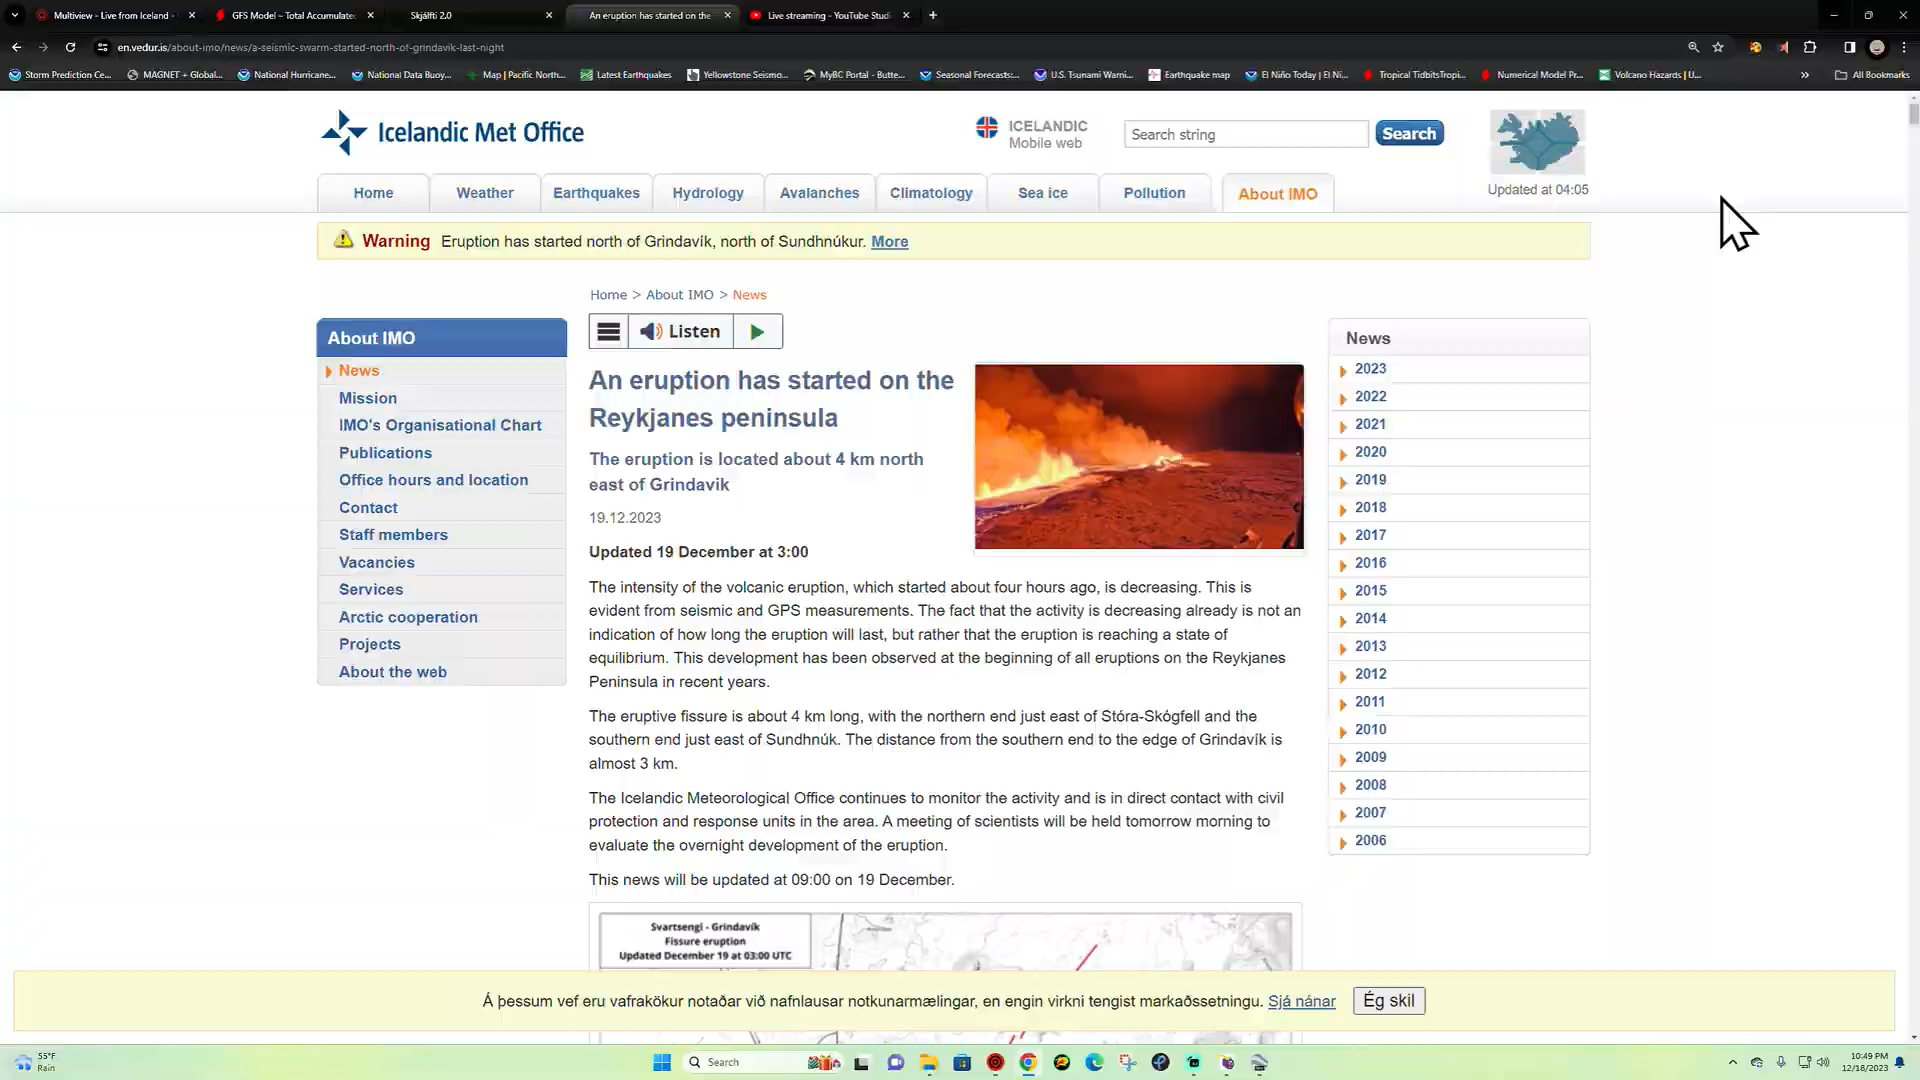 Multiview - Live from Iceland -
GFS Model – Total Accumulate
Skjálfti 2.0
An eruption has started on the
Live streaming - YouTube Studi
en.vedur.is/about-imo/news/a-seismic-swarm-started-north-of-grindavik-last-night
Storm Prediction Ce...
MAGNET + Global...
National Hurricane...
National Data Buoy...
Map | Pacific North...
Latest Earthquakes
Yellowstone Seismo...
MyBC Portal - Butte...
Seasonal Forecasts:...
U.S. Tsunami Warni...
Earthquake map
El Niño Today | El Ni...
Tropical TidbitsTropi...
Numerical Model Pr...
Volcano Hazards | U...
All Bookmarks
Icelandic Met Office
ICELANDIC
Mobile web
Search string
Search
Updated at 04:05
Home
Weather
Earthquakes
Hydrology
Avalanches
Climatology
Sea ice
Pollution
About IMO
Warning Eruption has started north of Grindavík, north of Sundhnúkur. More
Home > About IMO > News
Listen
About IMO
News
Mission
IMO's Organisational Chart
Publications
Office hours and location
Contact
Staff members
Vacancies
Services
Arctic cooperation
Projects
About the web
An eruption has started on the
Reykjanes peninsula
The eruption is located about 4 km north
east of Grindavik
19.12.2023
Updated 19 December at 3:00
The intensity of the volcanic eruption, which started about four hours ago, is decreasing. This is
evident from seismic and GPS measurements. The fact that the activity is decreasing already is not an
indication of how long the eruption will last, but rather that the eruption is reaching a state of
equilibrium. This development has been observed at the beginning of all eruptions on the Reykjanes
Peninsula in recent years.
The eruptive fissure is about 4 km long, with the northern end just east of Stóra-Skógfell and the
southern end just east of Sundhnúk. The distance from the southern end to the edge of Grindavík is
almost 3 km.
The Icelandic Meteorological Office continues to monitor the activity and is in direct contact with civil
protection and response units in the area. A meeting of scientists will be held tomorrow morning to
evaluate the overnight development of the eruption.
This news will be updated at 09:00 on 19 December.
Svartsengi - Grindavík
Fissure eruption
Updated December 19 at 03:00 UTC
News
2023
2022
2021
2020
2019
2018
2017
2016
2015
2014
2013
2012
2011
2010
2009
2008
2007
2006
Á þessum vef eru vafrakökur notaðar við nafnlausar notkunarmælingar, en engin virkni tengist markaðssetningu. Sjá nánar
Ég skil
55°F
Rain
Search
10:49 PM
12/18/2023